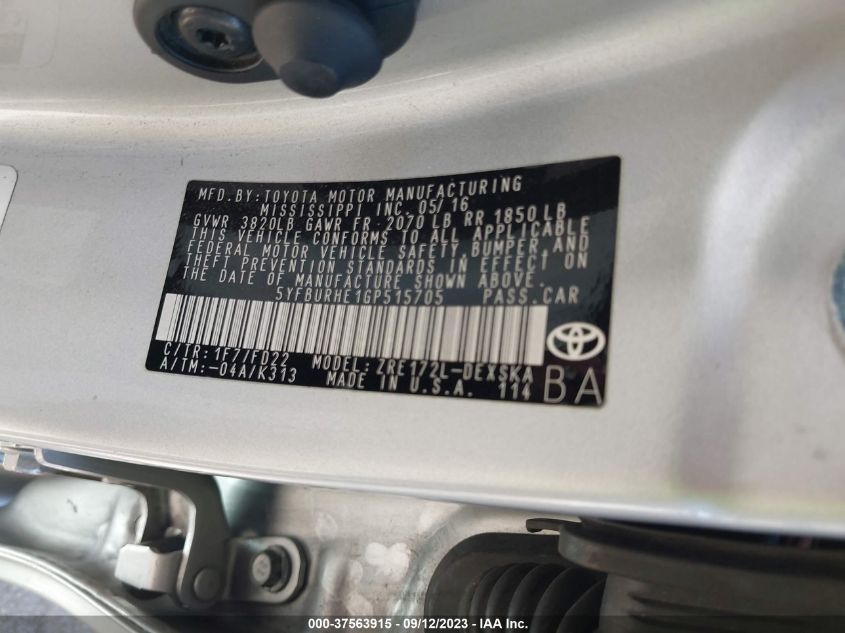 MFD. BY: TOYOTA MOTOR MANUFACTURING
MISSISSIPPI INC. 05/16
GVWR 3820LB GAWR FR 2070 LB RR 1850 LB
THIS VEHICLE CONFORMS TO ALL APPLICABLE
FEDERAL MOTOR VEHICLE SAFETY, BUMPER, AND
THEFT PREVENTION STANDARDS IN EFFECT ON
THE DATE OF MANUFACTURE SHOWN ABOVE.
5YFBURHE1GP515705 PASS. CAR
C/TR: 1F7/FD22 MODEL: ZRE172L-DEXSKA
A/TM: -04A/K313 MADE IN U.S.A. 114 BA
000-37563915 - 09/12/2023 - IAA Inc.